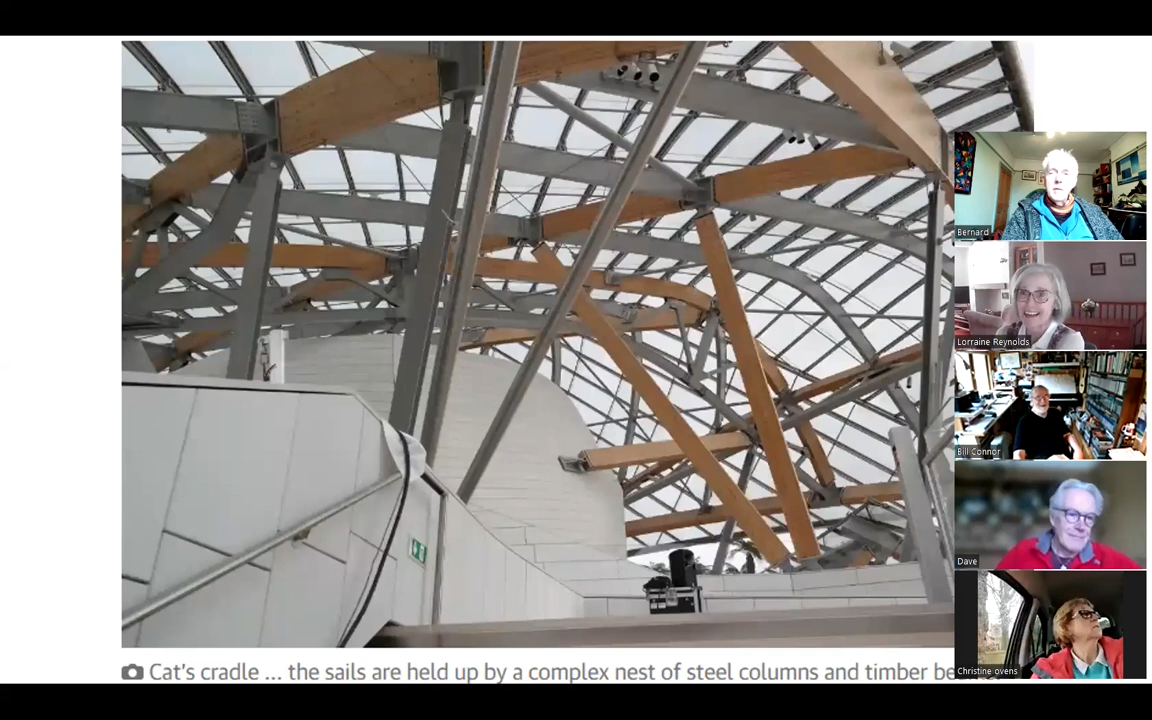 Bernard
Lorraine Reynolds
Bill Connor
Dave
Christine ovens
Cat's cradle ... the sails are held up by a complex nest of steel columns and timber